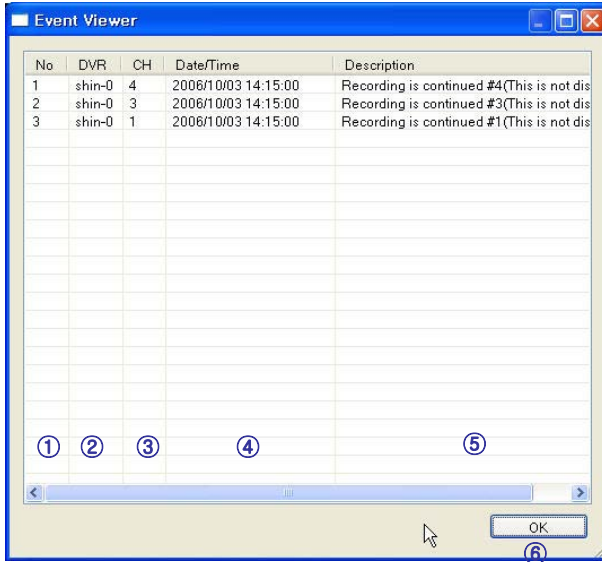 Event Viewer
No DVR CH Date/Time Description
1 shin-0 4 2006/10/03 14:15:00 Recording is continued #4(This is not dis
2 shin-0 3 2006/10/03 14:15:00 Recording is continued #3(This is not dis
3 shin-0 1 2006/10/03 14:15:00 Recording is continued #1(This is not dis
① ② ③ ④ ⑤
OK
⑥